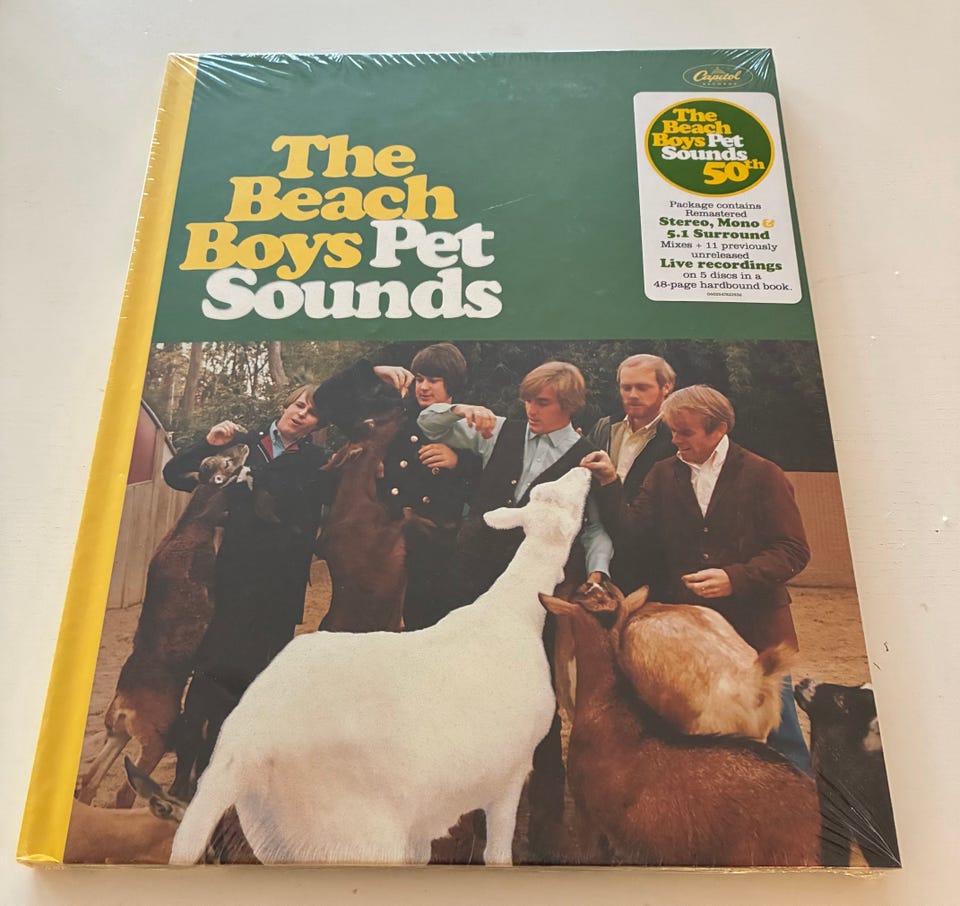 The
Beach
Boys Pet
Sounds
Capitol
RECORDS
The
Beach
Boys Pet
Sounds
50th
Package contains
Remastered
Stereo, Mono &
5.1 Surround
Mixes + 11 previously
unreleased
Live recordings
on 5 discs in a
48-page hardbound book.